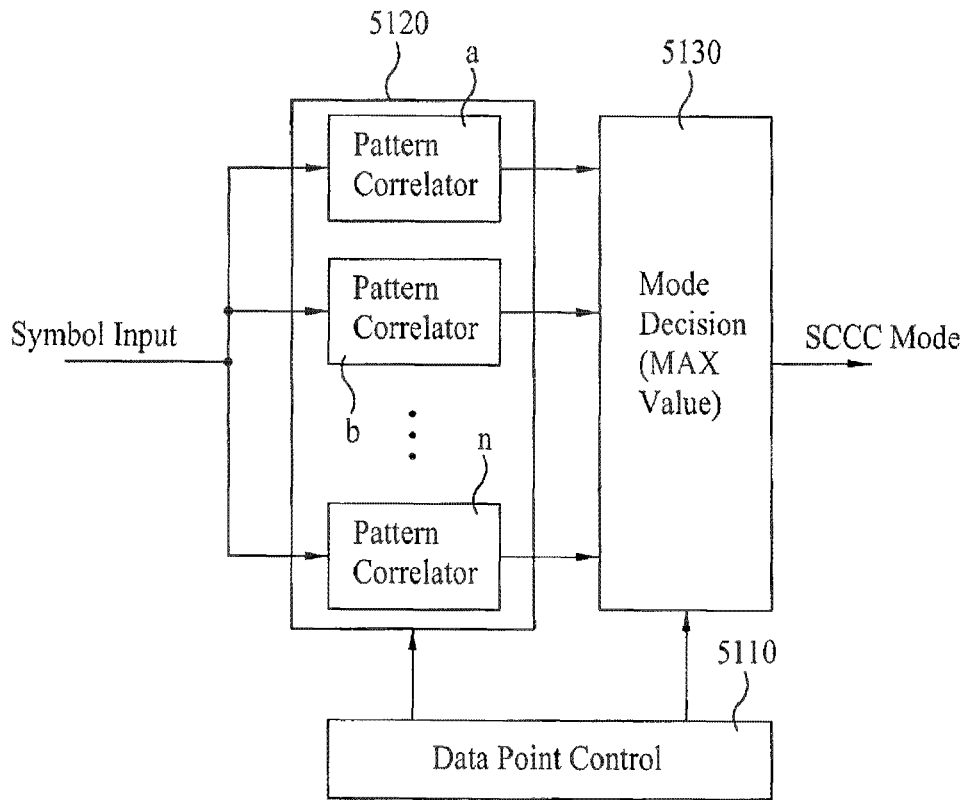 5120
a
5130
Pattern
Correlator
Pattern
Correlator
Symbol Input
b
n
Pattern
Correlator
Mode
Decision
(MAX
Value)
SCCC Mode
5110
Data Point Control